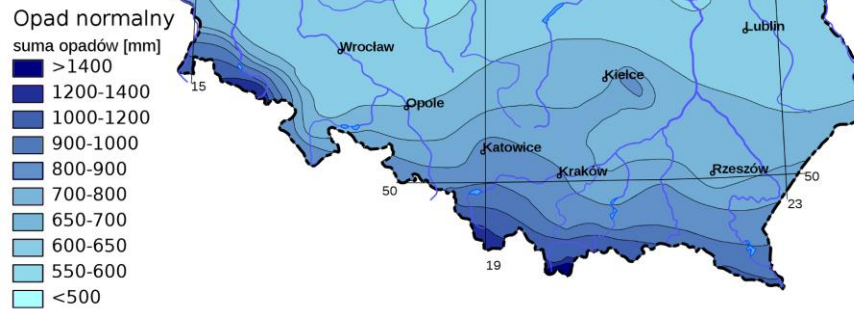 Opad normalny
suma opadów [mm]
>1400
1200-1400
1000-1200
900-1000
800-900
700-800
650-700
600-650
550-600
<500
Lublin
Wrocław
Kielce
15
Opole
Katowice
Kraków
Rzeszów
50
50
23
19